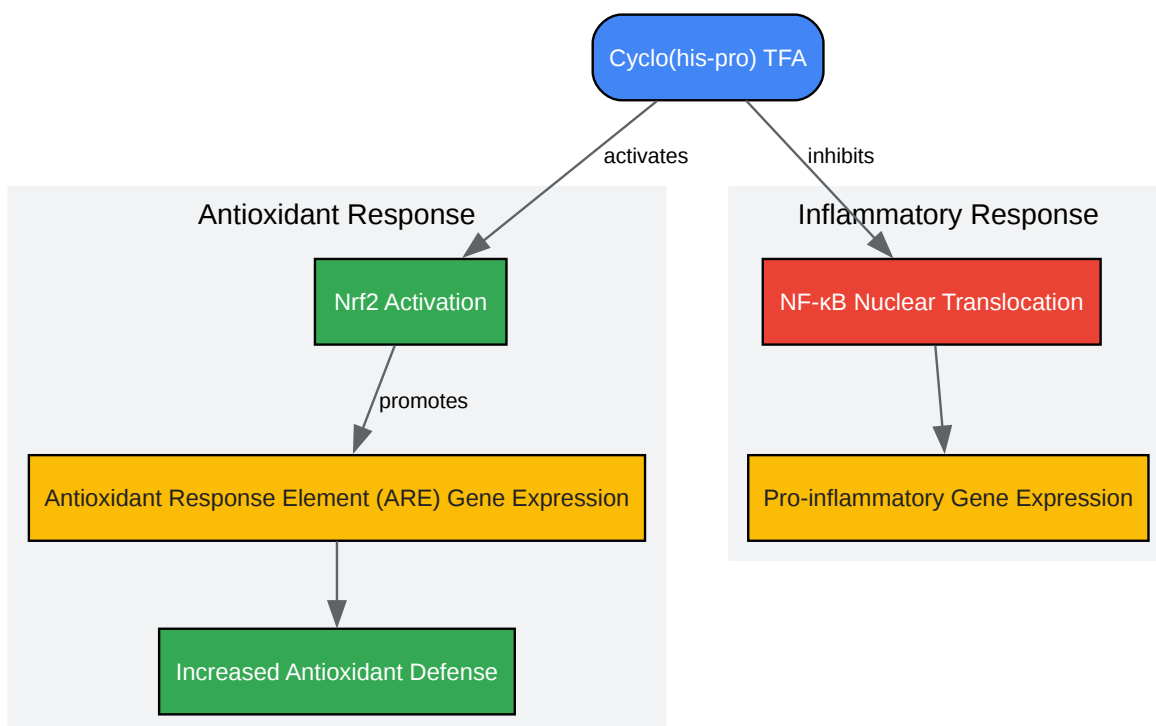 Cyclo(his-pro) TFA
activates
inhibits
Antioxidant Response
Inflammatory Response
Nrf2 Activation
NF-κB Nuclear Translocation
promotes
Antioxidant Response Element (ARE) Gene Expression
Pro-inflammatory Gene Expression
Increased Antioxidant Defense